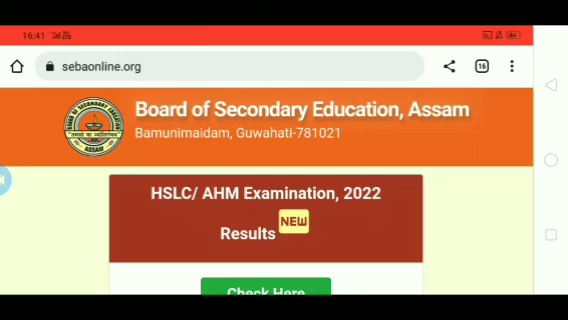 16:41
sebaonline.org
16
Board of Secondary Education, Assam
Bamunimaidam, Guwahati-781021
HSLC/ AHM Examination, 2022
Results NEW
Check Here